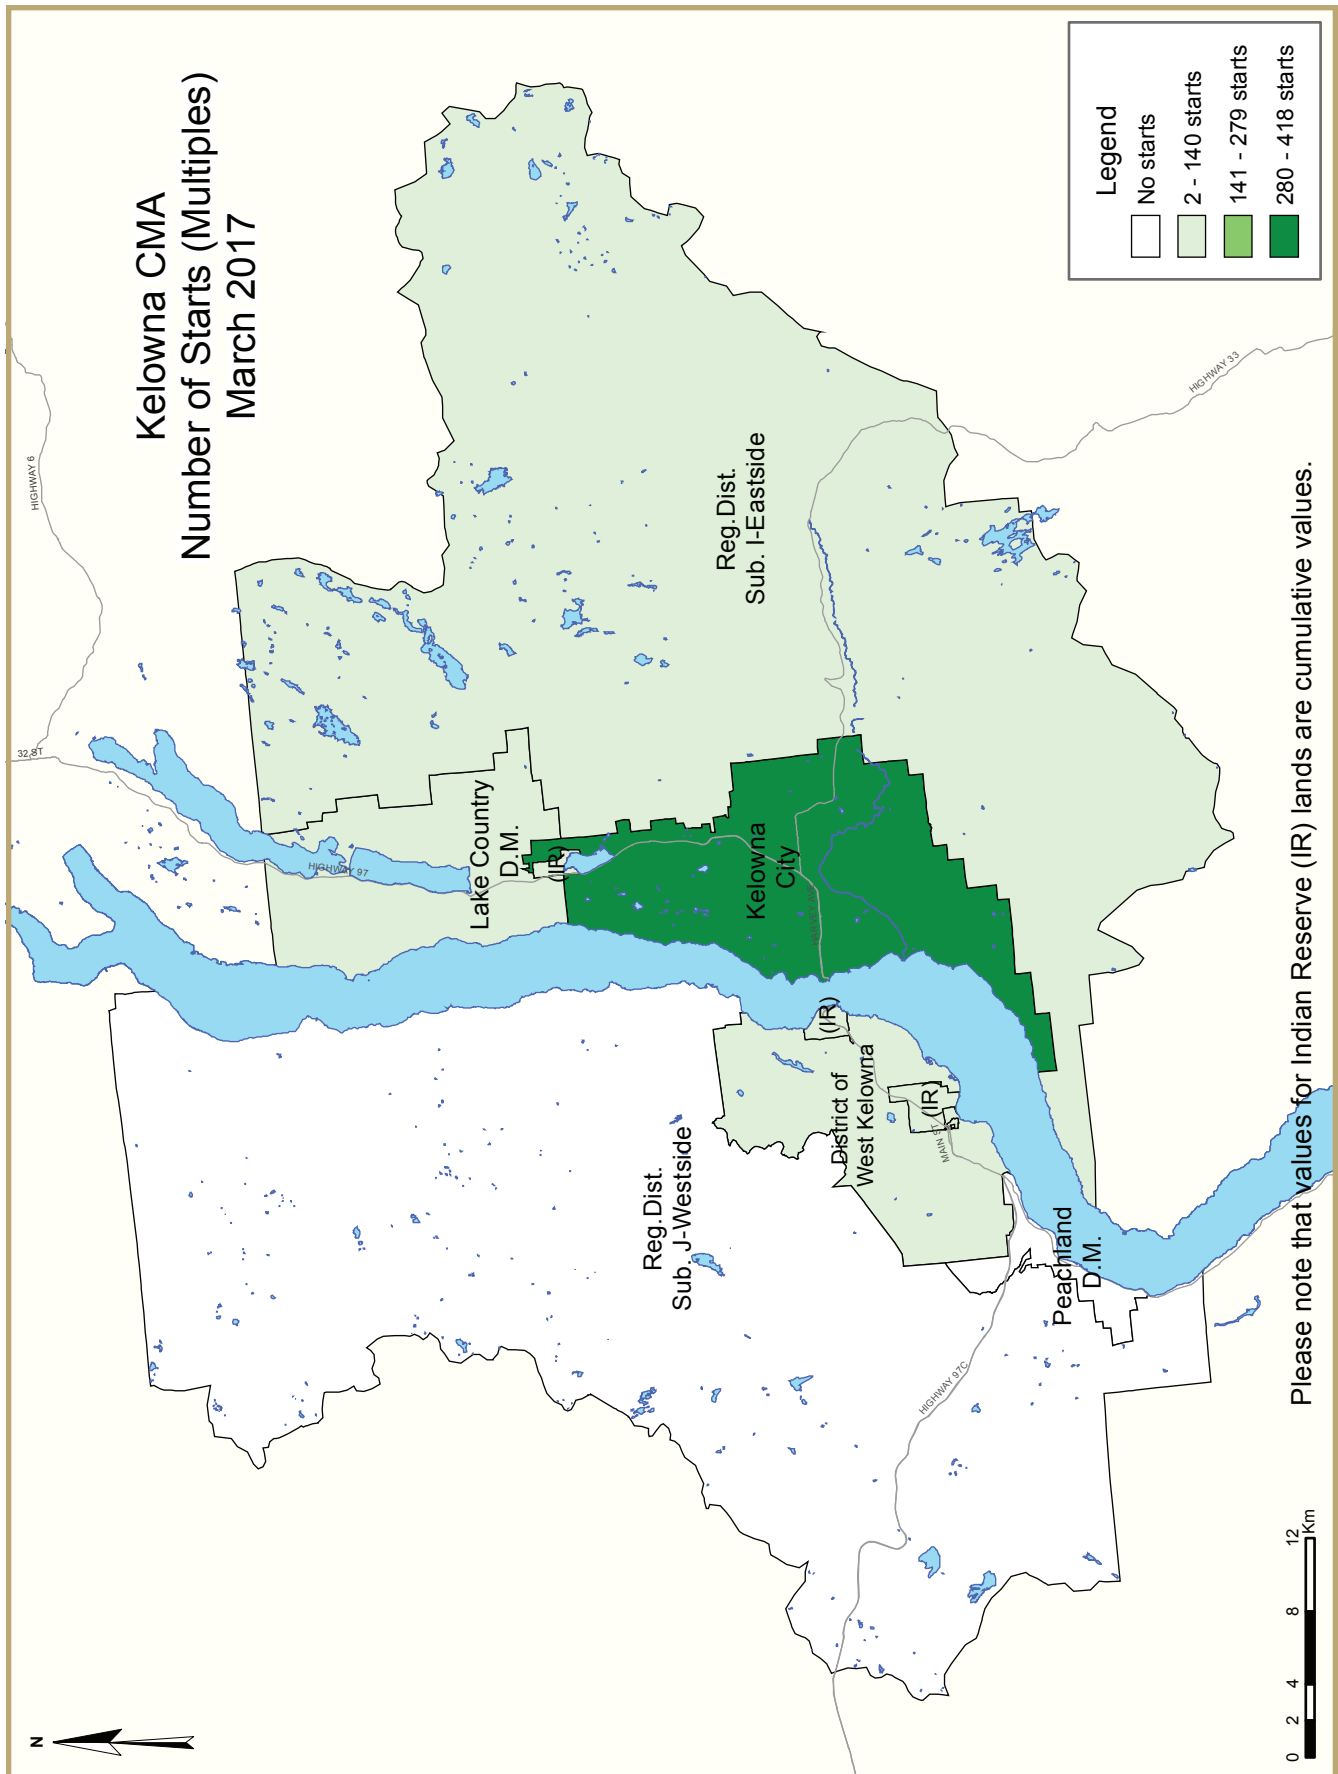 Kelowna CMA
Number of Starts (Multiples)
March 2017
N
HIGHWAY 6
32 ST
HIGHWAY 97
Lake Country
D.M.
(IR)
Kelowna
City
Reg.Dist.
Sub. I-Eastside
HIGHWAY 33
(IR)
District of
West Kelowna
(IR)
MAIN ST
Reg.Dist.
Sub. J-Westside
Peachland
D.M.
HIGHWAY 97C
Legend
No starts
2 - 140 starts
141 - 279 starts
280 - 418 starts
0 2 4 8 12
Km
Please note that values for Indian Reserve (IR) lands are cumulative values.